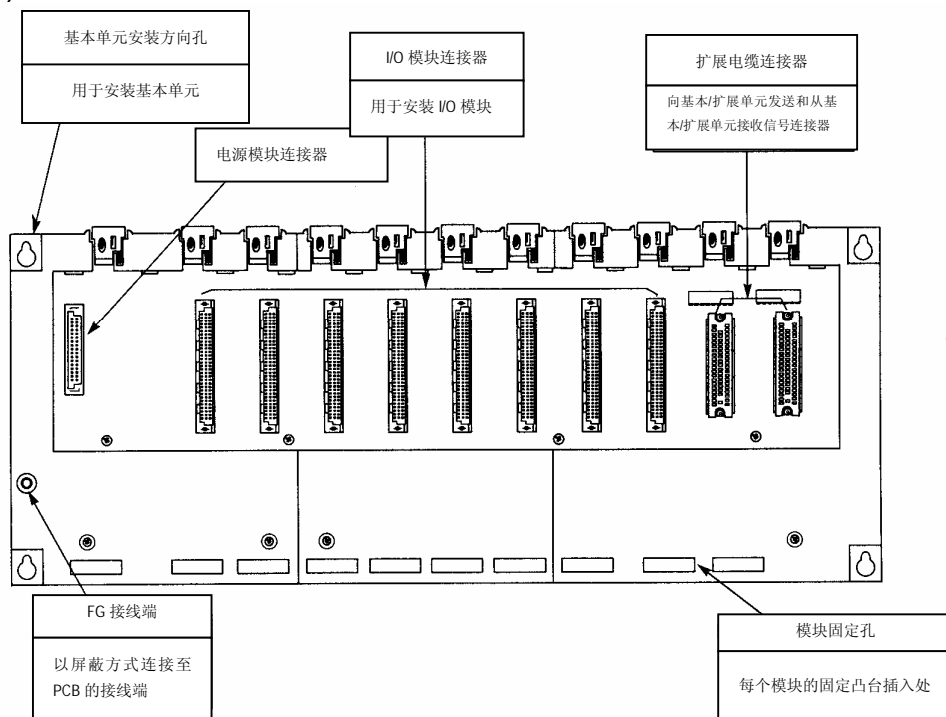 基本单元安装方向孔
用于安装基本单元
I/O 模块连接器
用于安装 I/O 模块
扩展电缆连接器
向基本/扩展单元发送和从基
本/扩展单元接收信号连接器
电源模块连接器
FG 接线端
以屏蔽方式连接至
PCB 的接线端
模块固定孔
每个模块的固定凸台插入处